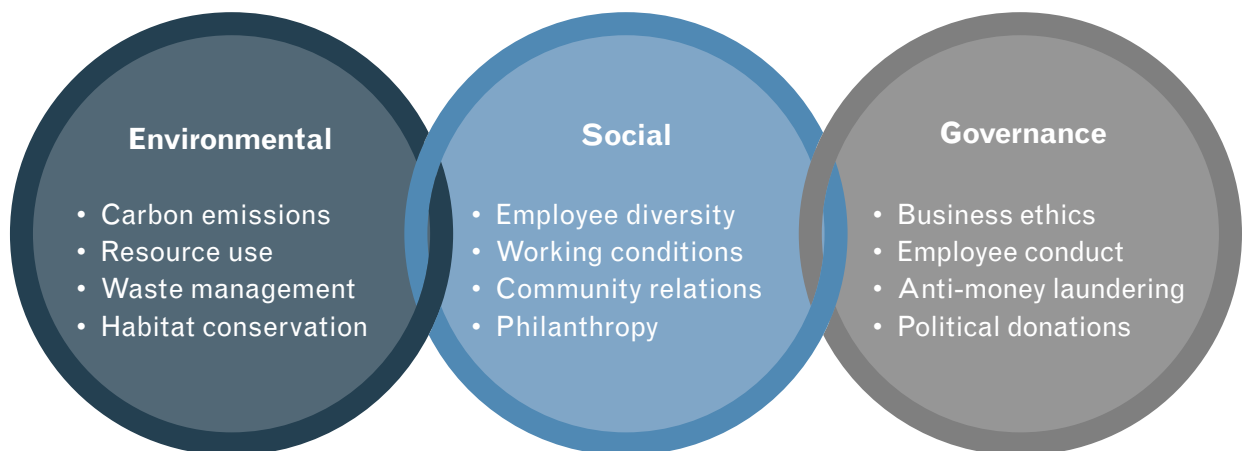 Environmental
• Carbon emissions
• Resource use
• Waste management
• Habitat conservation
Social
• Employee diversity
• Working conditions
• Community relations
• Philanthropy
Governance
• Business ethics
• Employee conduct
• Anti-money laundering
• Political donations